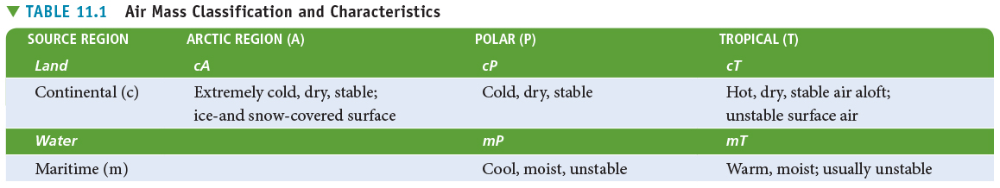 ▼ TABLE 11.1 Air Mass Classification and Characteristics
SOURCE REGION ARCTIC REGION (A) POLAR (P) TROPICAL (T)
Land cA cP cT
Continental (c) Extremely cold, dry, stable; Cold, dry, stable Hot, dry, stable air aloft;
ice-and snow-covered surface unstable surface air
Water mP mT
Maritime (m) Cool, moist, unstable Warm, moist; usually unstable